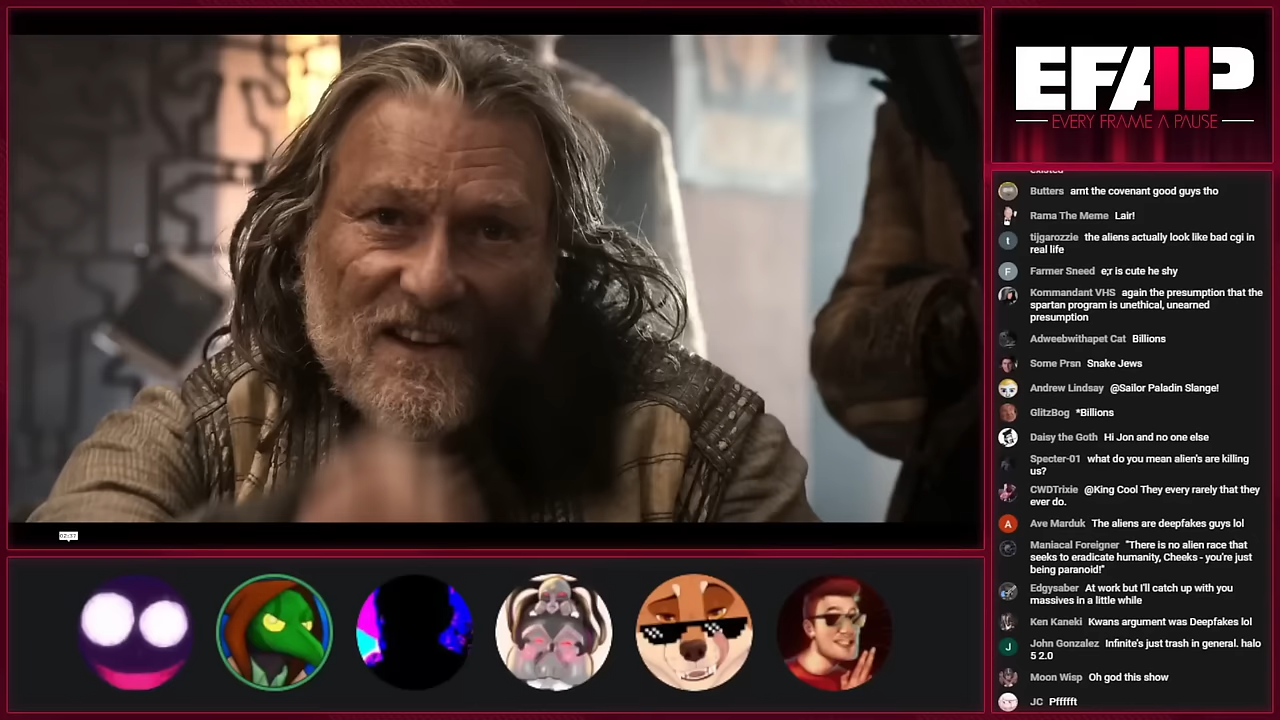 EFAP
EVERY FRAME A PAUSE
existed
Butters arnt the covenant good guys tho
Rama The Meme Lair!
tijgarozzie the aliens actually look like bad cgi in
real life
Farmer Sneed e;r is cute he shy
Kommandant VHS again the presumption that the
spartan program is unethical, unearned
presumption
Adweebwithapet Cat Billions
Some Prsn Snake Jews
Andrew Lindsay @Sailor Paladin Slange!
GlitzBog *Billions
Daisy the Goth Hi Jon and no one else
Specter-01 what do you mean alien's are killing
us?
CWDTrixie @King Cool They every rarely that they
ever do.
A
Ave Marduk The aliens are deepfakes guys lol
Maniacal Foreigner "There is no alien race that
seeks to eradicate humanity, Cheeks - you're just
being paranoid!"
Edgysaber At work but I'll catch up with you
massives in a little while
Ken Kaneki Kwans argument was Deepfakes lol
John Gonzalez Infinite's just trash in general. halo
5 2.0
Moon Wisp Oh god this show
JC Pffffft
t
F
J
02:37